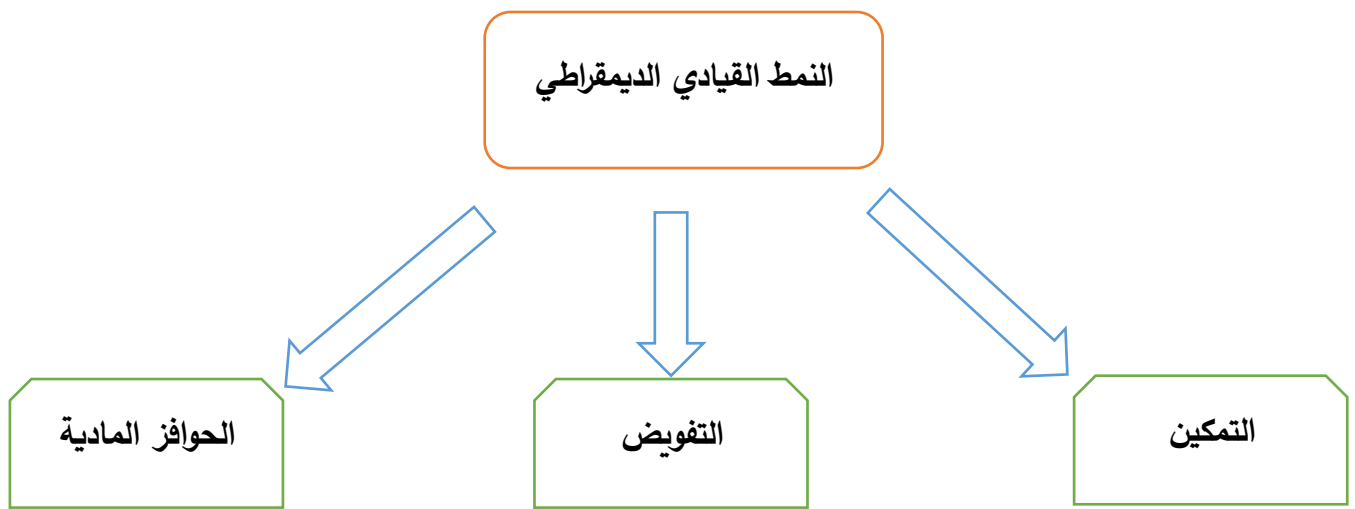 النمط القيادي الديمقراطي
التمكين
التفويض
الحوافز المادية